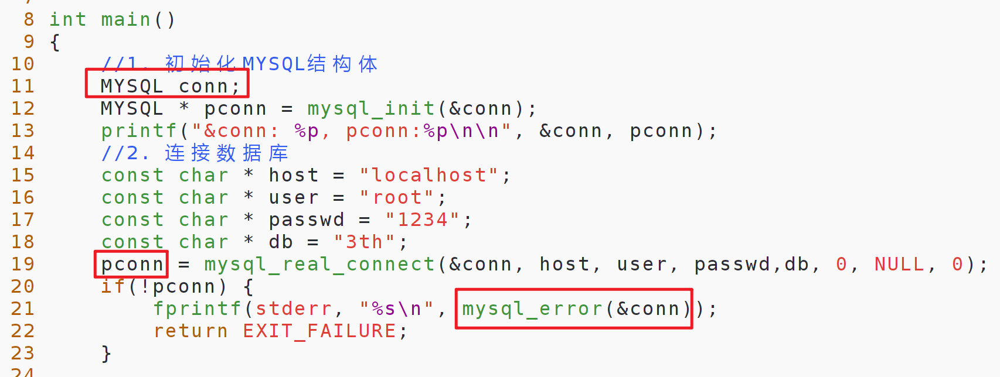 8 int main()
9 {
10     //1. 初始化MYSQL结构体
11     MYSQL conn;
12     MYSQL * pconn = mysql_init(&conn);
13     printf("&conn: %p, pconn:%p\n\n", &conn, pconn);
14     //2. 连接数据库
15     const char * host = "localhost";
16     const char * user = "root";
17     const char * passwd = "1234";
18     const char * db = "3th";
19     pconn = mysql_real_connect(&conn, host, user, passwd,db, 0, NULL, 0);
20     if(!pconn) {
21         fprintf(stderr, "%s\n", mysql_error(&conn));
22         return EXIT_FAILURE;
23     }
24